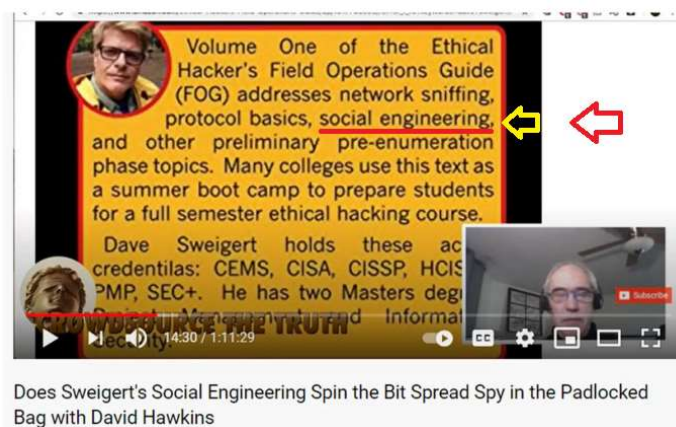 Volume One of the Ethical
Hacker's Field Operations Guide
(FOG) addresses network sniffing,
protocol basics, social engineering,
and other preliminary pre-enumeration
phase topics. Many colleges use this text as
a summer boot camp to prepare students
for a full semester ethical hacking course.
Dave Sweigert holds these
credentilas: CEMS, CISA, CISSP,
PMP, SEC+. He has two Masters
CROWDSOURCE THE TRUTH
Subscribe
CC
14:30 / 1:11:29
Does Sweigert's Social Engineering Spin the Bit Spread Spy in the Padlocked
Bag with David Hawkins